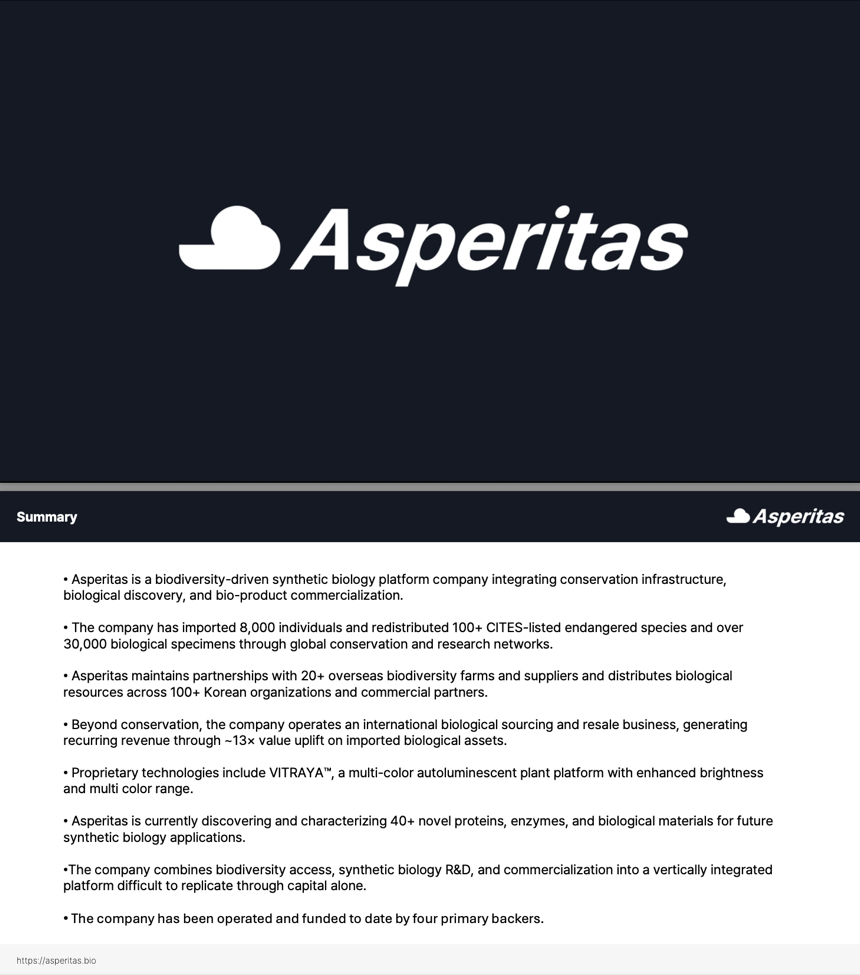 Asperitas
Summary
Asperitas
• Asperitas is a biodiversity-driven synthetic biology platform company integrating conservation infrastructure,
biological discovery, and bio-product commercialization.
• The company has imported 8,000 individuals and redistributed 100+ CITES-listed endangered species and over
30,000 biological specimens through global conservation and research networks.
• Asperitas maintains partnerships with 20+ overseas biodiversity farms and suppliers and distributes biological
resources across 100+ Korean organizations and commercial partners.
• Beyond conservation, the company operates an international biological sourcing and resale business, generating
recurring revenue through ~13× value uplift on imported biological assets.
• Proprietary technologies include VITRAYA™, a multi-color autoluminescent plant platform with enhanced brightness
and multi color range.
• Asperitas is currently discovering and characterizing 40+ novel proteins, enzymes, and biological materials for future
synthetic biology applications.
•The company combines biodiversity access, synthetic biology R&D, and commercialization into a vertically integrated
platform difficult to replicate through capital alone.
• The company has been operated and funded to date by four primary backers.
https://asperitas.bio